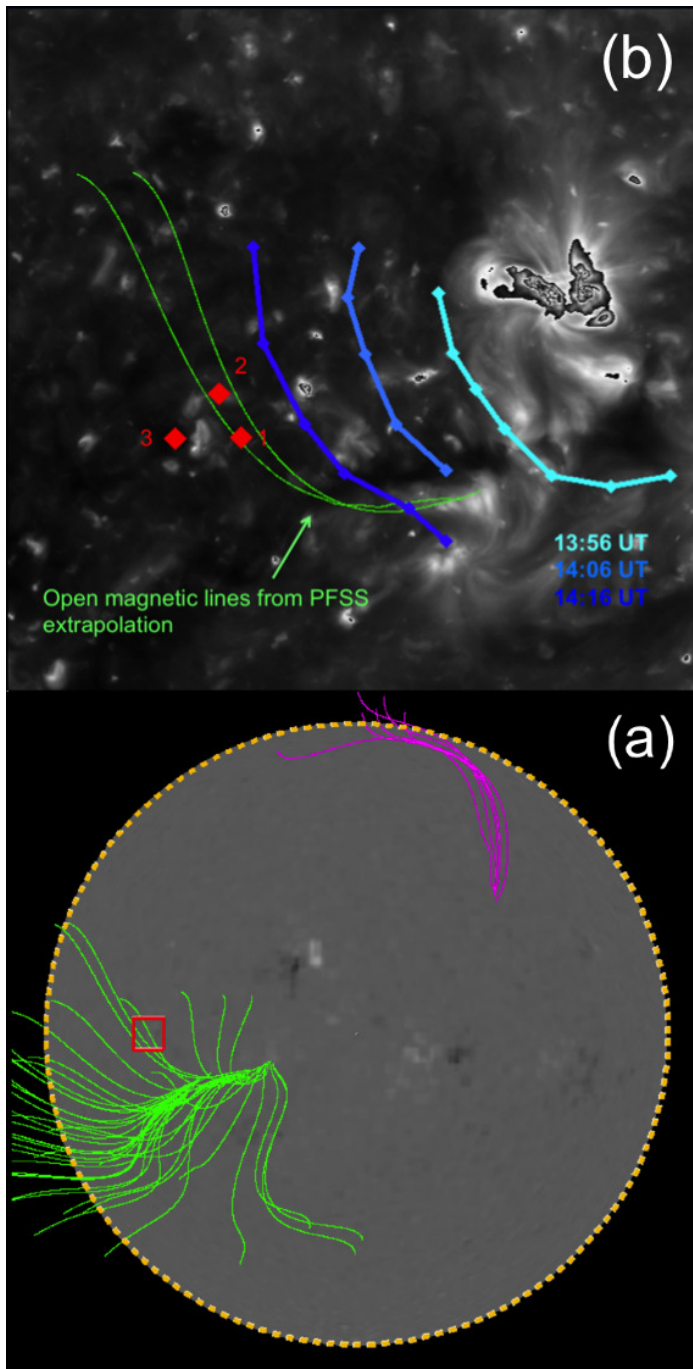 (b)
2
3
1
13:56 UT
14:06 UT
14:16 UT
Open magnetic lines from PFSS
extrapolation
(a)